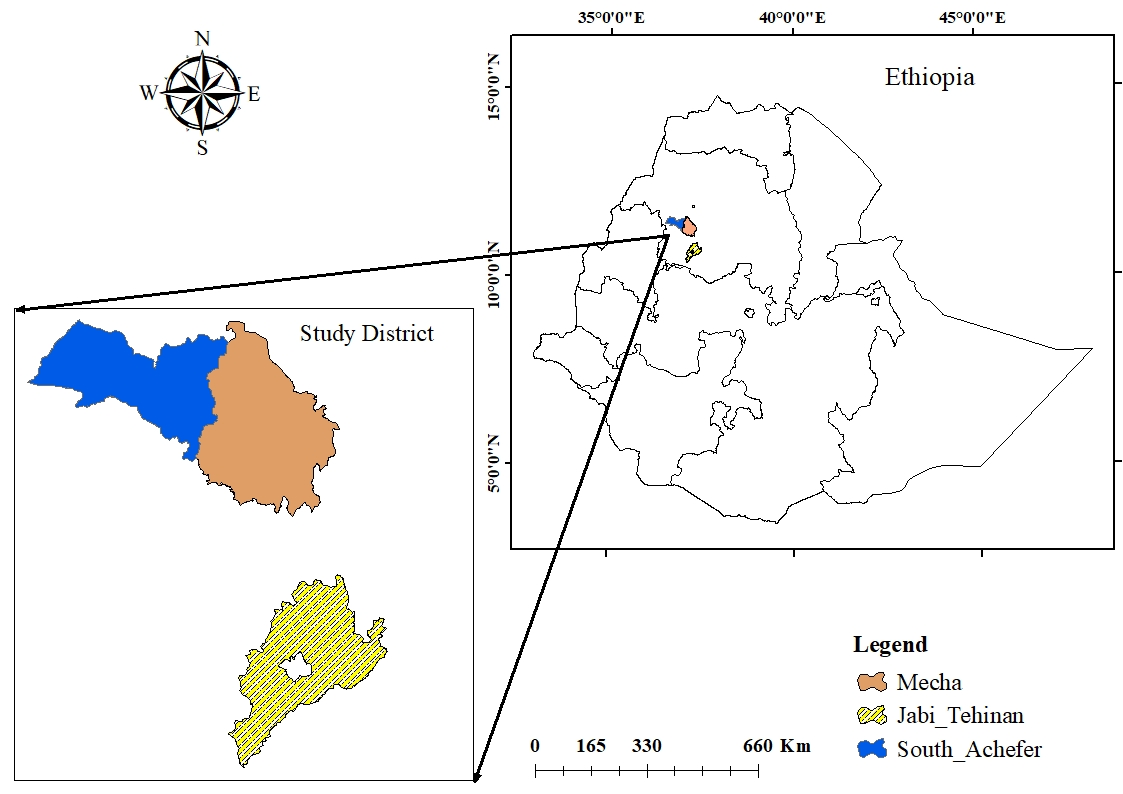 35°0'0"E 40°0'0"E 45°0'0"E
N
W E
S
15°0'0"N
10°0'0"N
5°0'0"N
Ethiopia
Study District
Legend
Mecha
Jabi_Tehinan
South_Achefer
0 165 330 660 Km